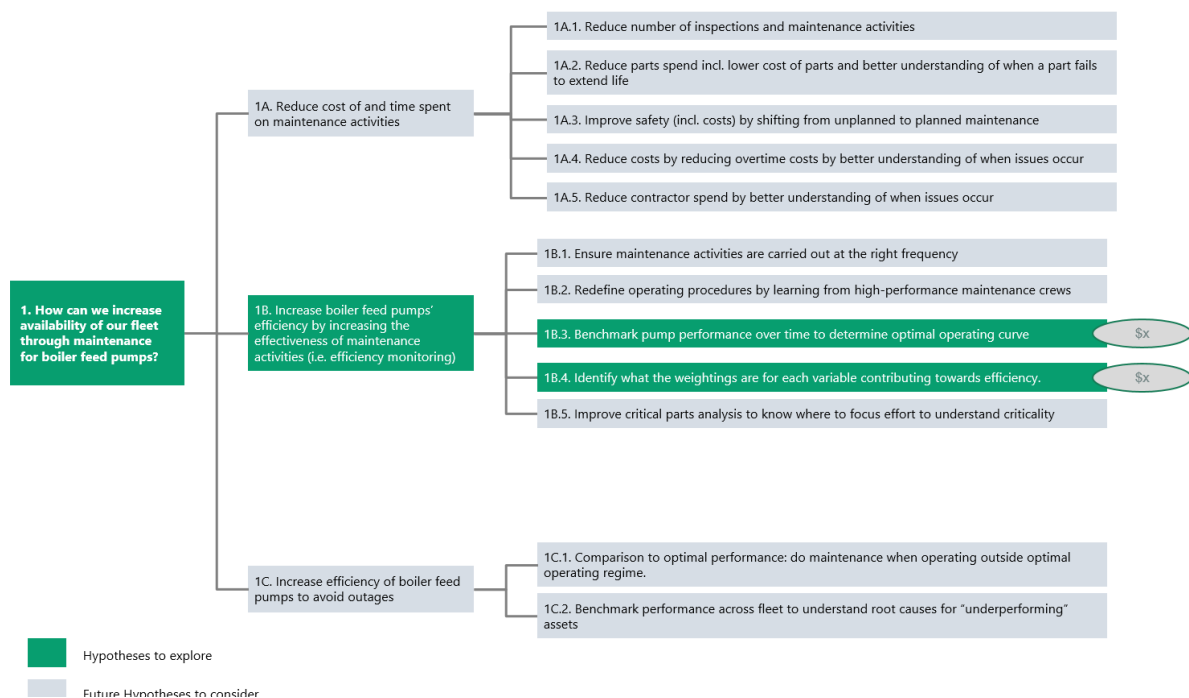 1. How can we increase
availability of our fleet
through maintenance
for boiler feed pumps?
1A. Reduce cost of and time spent
on maintenance activities
1A.1. Reduce number of inspections and maintenance activities
1A.2. Reduce parts spend incl. lower cost of parts and better understanding of when a part fails
to extend life
1A.3. Improve safety (incl. costs) by shifting from unplanned to planned maintenance
1A.4. Reduce costs by reducing overtime costs by better understanding of when issues occur
1A.5. Reduce contractor spend by better understanding of when issues occur
1B. Increase boiler feed pumps’
efficiency by increasing the
effectiveness of maintenance
activities (i.e. efficiency monitoring)
1B.1. Ensure maintenance activities are carried out at the right frequency
1B.2. Redefine operating procedures by learning from high-performance maintenance crews
1B.3. Benchmark pump performance over time to determine optimal operating curve
$x
1B.4. Identify what the weightings are for each variable contributing towards efficiency.
$x
1B.5. Improve critical parts analysis to know where to focus effort to understand criticality
1C. Increase efficiency of boiler feed
pumps to avoid outages
1C.1. Comparison to optimal performance: do maintenance when operating outside optimal
operating regime.
1C.2. Benchmark performance across fleet to understand root causes for “underperforming”
assets
Hypotheses to explore
Future Hypotheses to consider